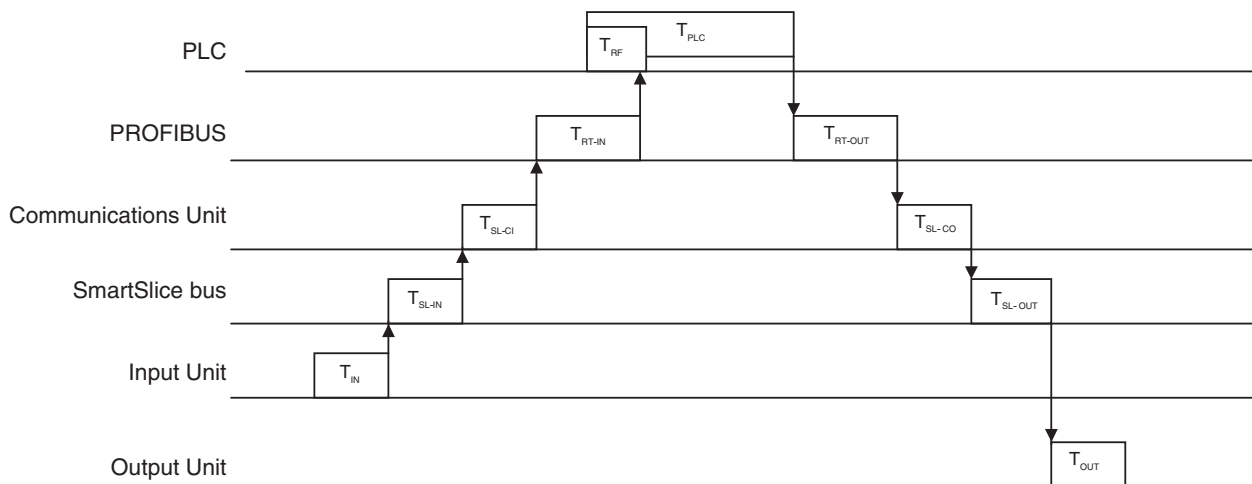 PLC
T_RF
T_PLC
PROFIBUS
T_RT-IN
T_RT-OUT
Communications Unit
T_SL-CI
T_SL-CO
SmartSlice bus
T_SL-IN
T_SL-OUT
Input Unit
T_IN
Output Unit
T_OUT